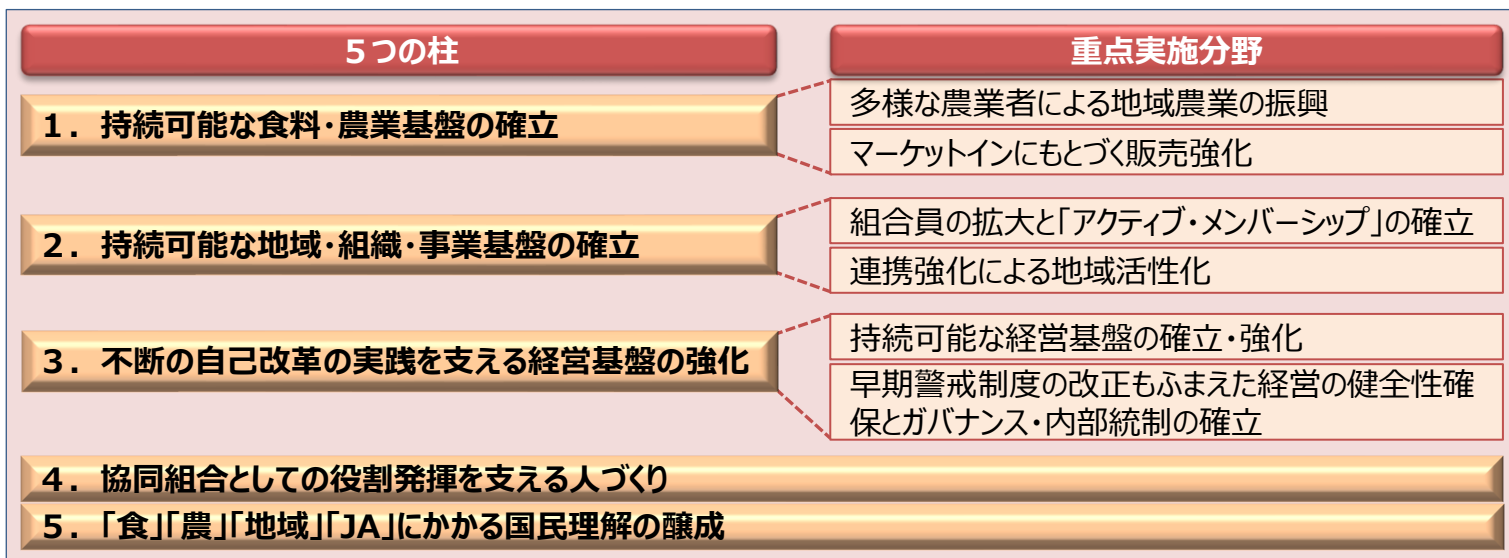 ５つの柱
重点実施分野
１．持続可能な食料・農業基盤の確立
多様な農業者による地域農業の振興
マーケットインにもとづく販売強化
２．持続可能な地域・組織・事業基盤の確立
組合員の拡大と「アクティブ・メンバーシップ」の確立
連携強化による地域活性化
３．不断の自己改革の実践を支える経営基盤の強化
持続可能な経営基盤の確立・強化
早期警戒制度の改正もふまえた経営の健全性確
保とガバナンス・内部統制の確立
４．協同組合としての役割発揮を支える人づくり
５．「食」「農」「地域」「JA」にかかる国民理解の醸成